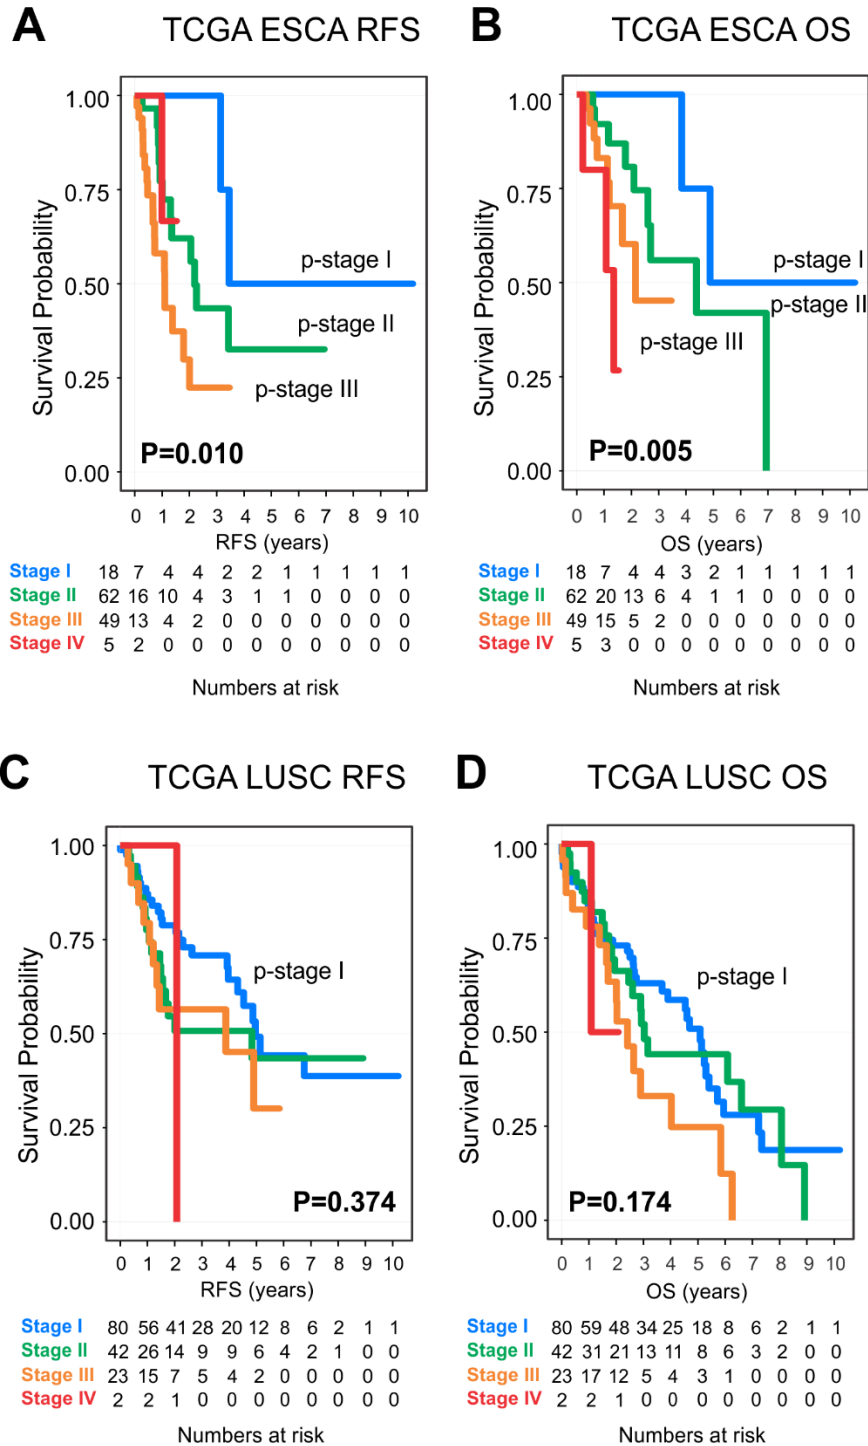 A TCGA ESCA RFS
Survival Probability
1.00
0.75
0.50
0.25
0.00
p-stage I
p-stage II
p-stage III
P=0.010
0 1 2 3 4 5 6 7 8 9 10
RFS (years)
Stage I 18 7 4 4 2 2 1 1 1 1 1
Stage II 62 16 10 4 3 1 1 0 0 0 0
Stage III 49 13 4 2 0 0 0 0 0 0 0
Stage IV 5 2 0 0 0 0 0 0 0 0 0
Numbers at risk
B TCGA ESCA OS
Survival Probability
1.00
0.75
0.50
0.25
0.00
p-stage I
p-stage II
p-stage III
P=0.005
0 1 2 3 4 5 6 7 8 9 10
OS (years)
Stage I 18 7 4 4 3 2 1 1 1 1 1
Stage II 62 20 13 6 4 1 1 0 0 0 0
Stage III 49 15 5 2 0 0 0 0 0 0 0
Stage IV 5 3 0 0 0 0 0 0 0 0 0
Numbers at risk
C TCGA LUSC RFS
Survival Probability
1.00
0.75
0.50
0.25
0.00
p-stage I
P=0.374
0 1 2 3 4 5 6 7 8 9 10
RFS (years)
Stage I 80 56 41 28 20 12 8 6 2 1 1
Stage II 42 26 14 9 9 6 4 2 1 0 0
Stage III 23 15 7 5 4 2 0 0 0 0 0
Stage IV 2 2 1 0 0 0 0 0 0 0 0
Numbers at risk
D TCGA LUSC OS
Survival Probability
1.00
0.75
0.50
0.25
0.00
p-stage I
P=0.174
0 1 2 3 4 5 6 7 8 9 10
OS (years)
Stage I 80 59 48 34 25 18 8 6 2 1 1
Stage II 42 31 21 13 11 8 6 3 2 0 0
Stage III 23 17 12 5 4 3 1 0 0 0 0
Stage IV 2 2 1 0 0 0 0 0 0 0 0
Numbers at risk